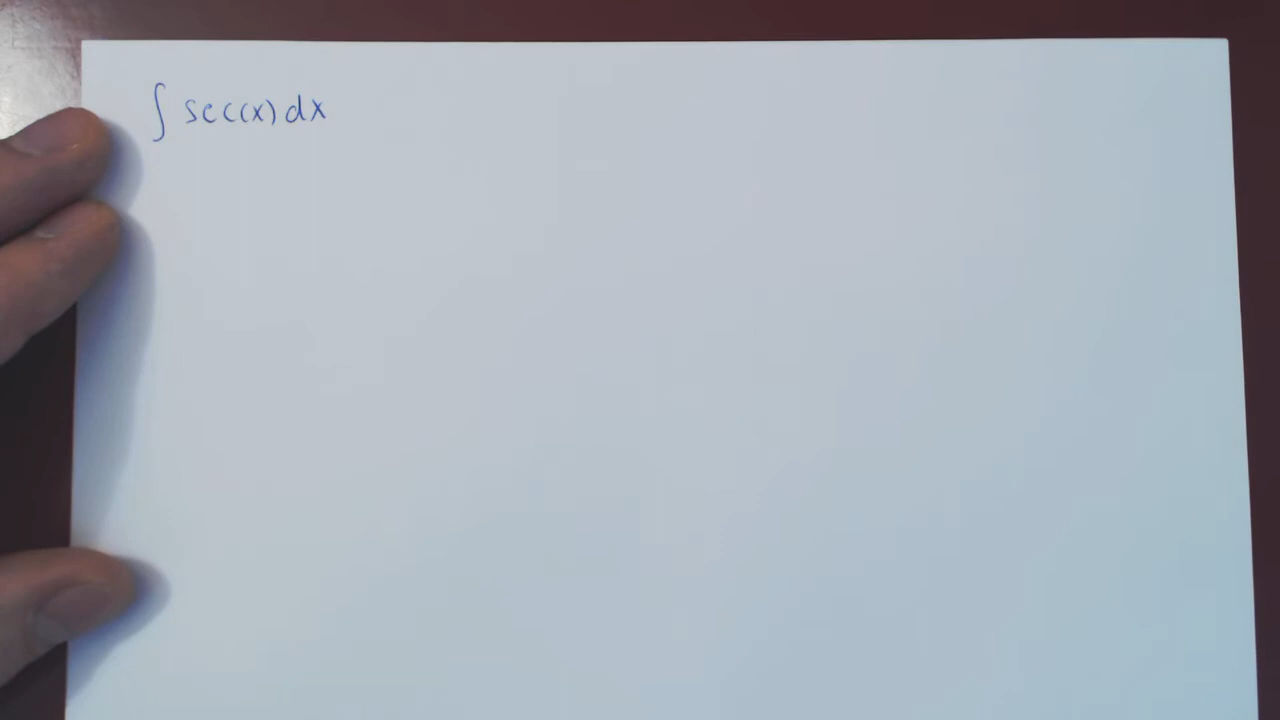 ∫ sec(x) dx